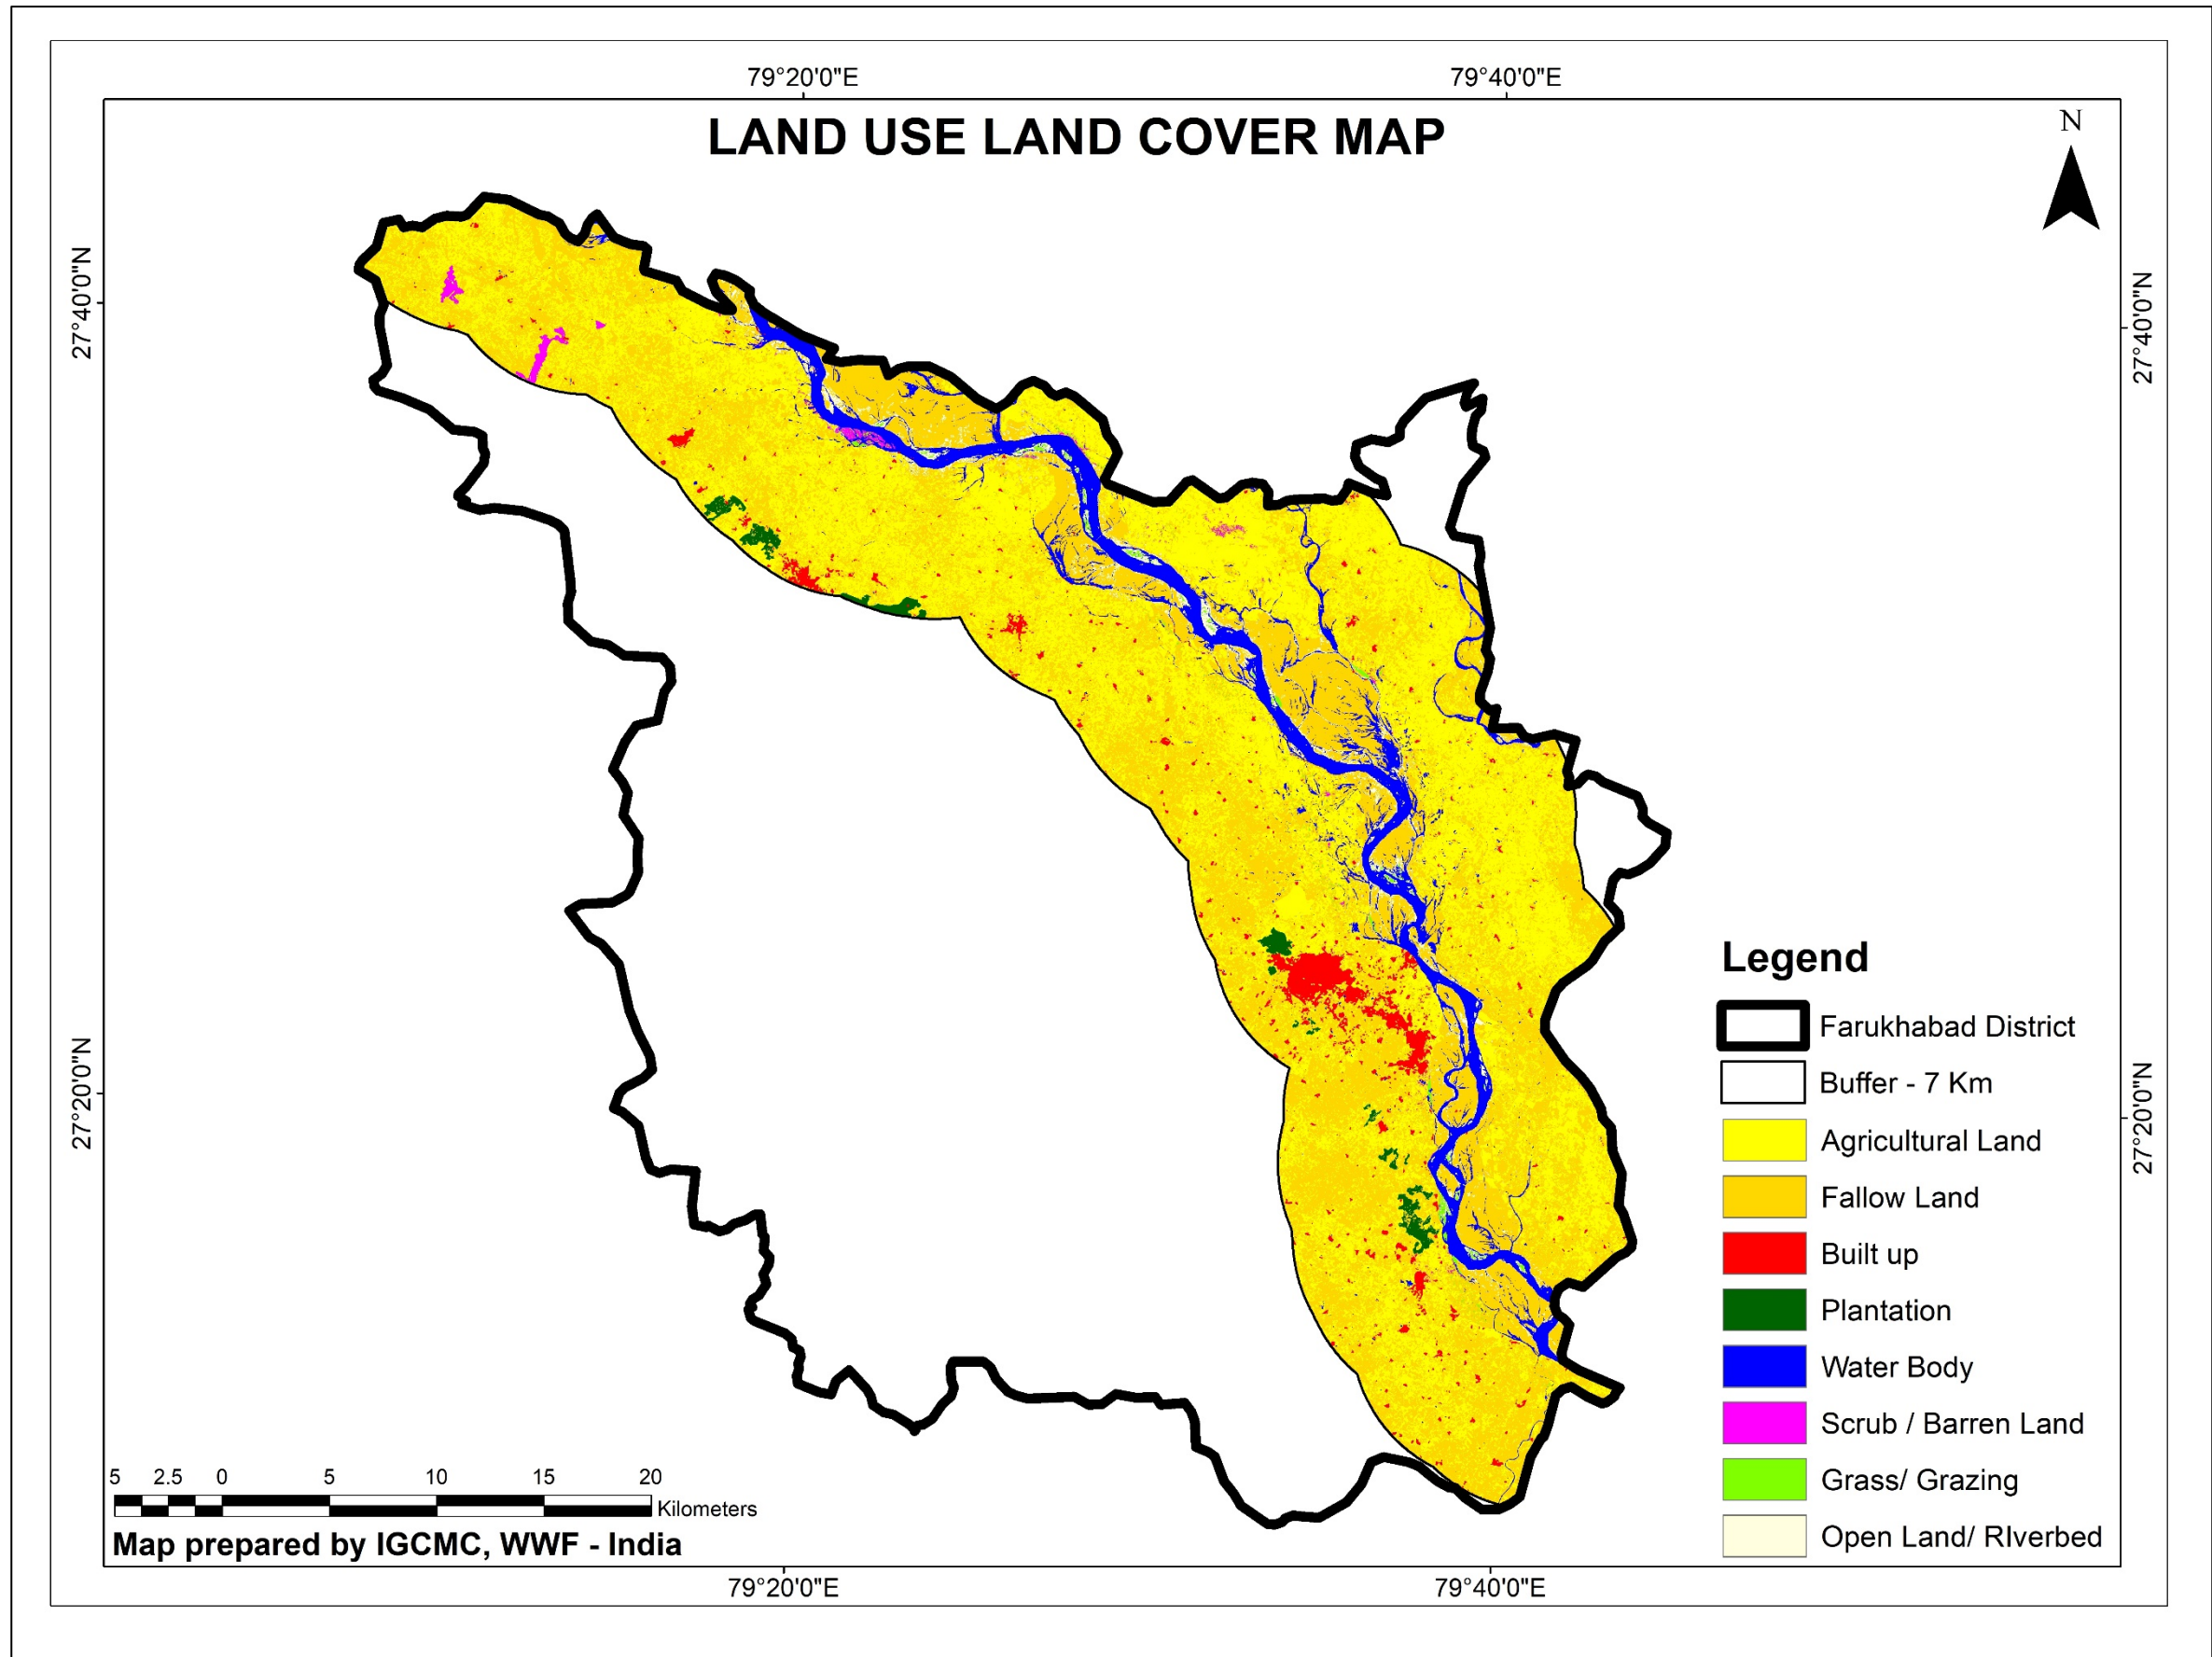 79°20'0"E
79°40'0"E
LAND USE LAND COVER MAP
N
27°40'0"N
27°40'0"N
27°20'0"N
27°20'0"N
Legend
Farukhabad District
Buffer - 7 Km
Agricultural Land
Fallow Land
Built up
Plantation
Water Body
Scrub / Barren Land
Grass/ Grazing
Open Land/ RIverbed
5 2.5 0 5 10 15 20
Kilometers
Map prepared by IGCMC, WWF - India
79°20'0"E
79°40'0"E